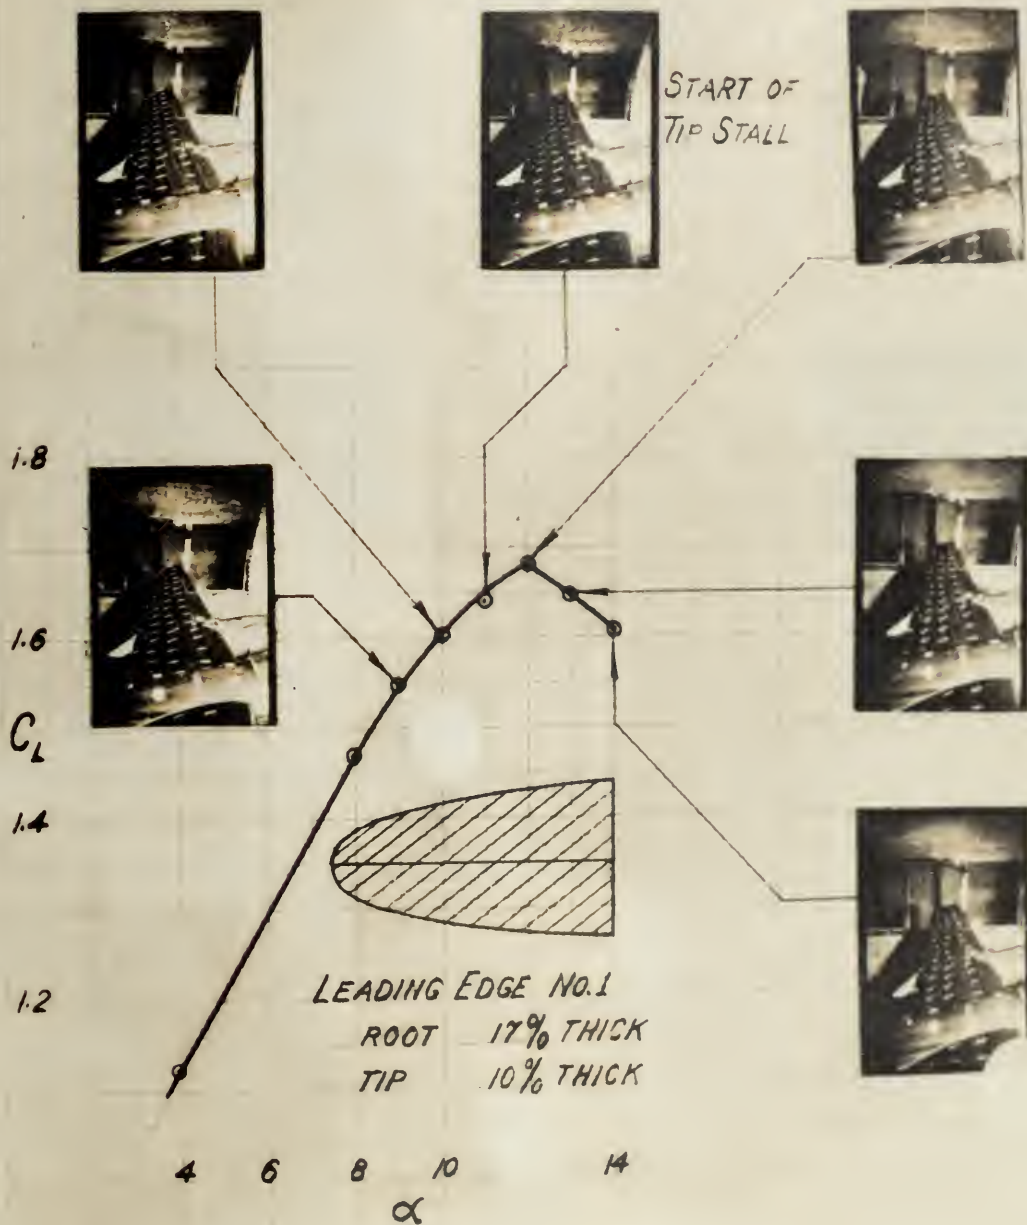 START OF
TIP STALL
1.8
1.6
C_L
1.4
1.2
LEADING EDGE NO.1
ROOT 17% THICK
TIP 10% THICK
4 6 8 10 14
α